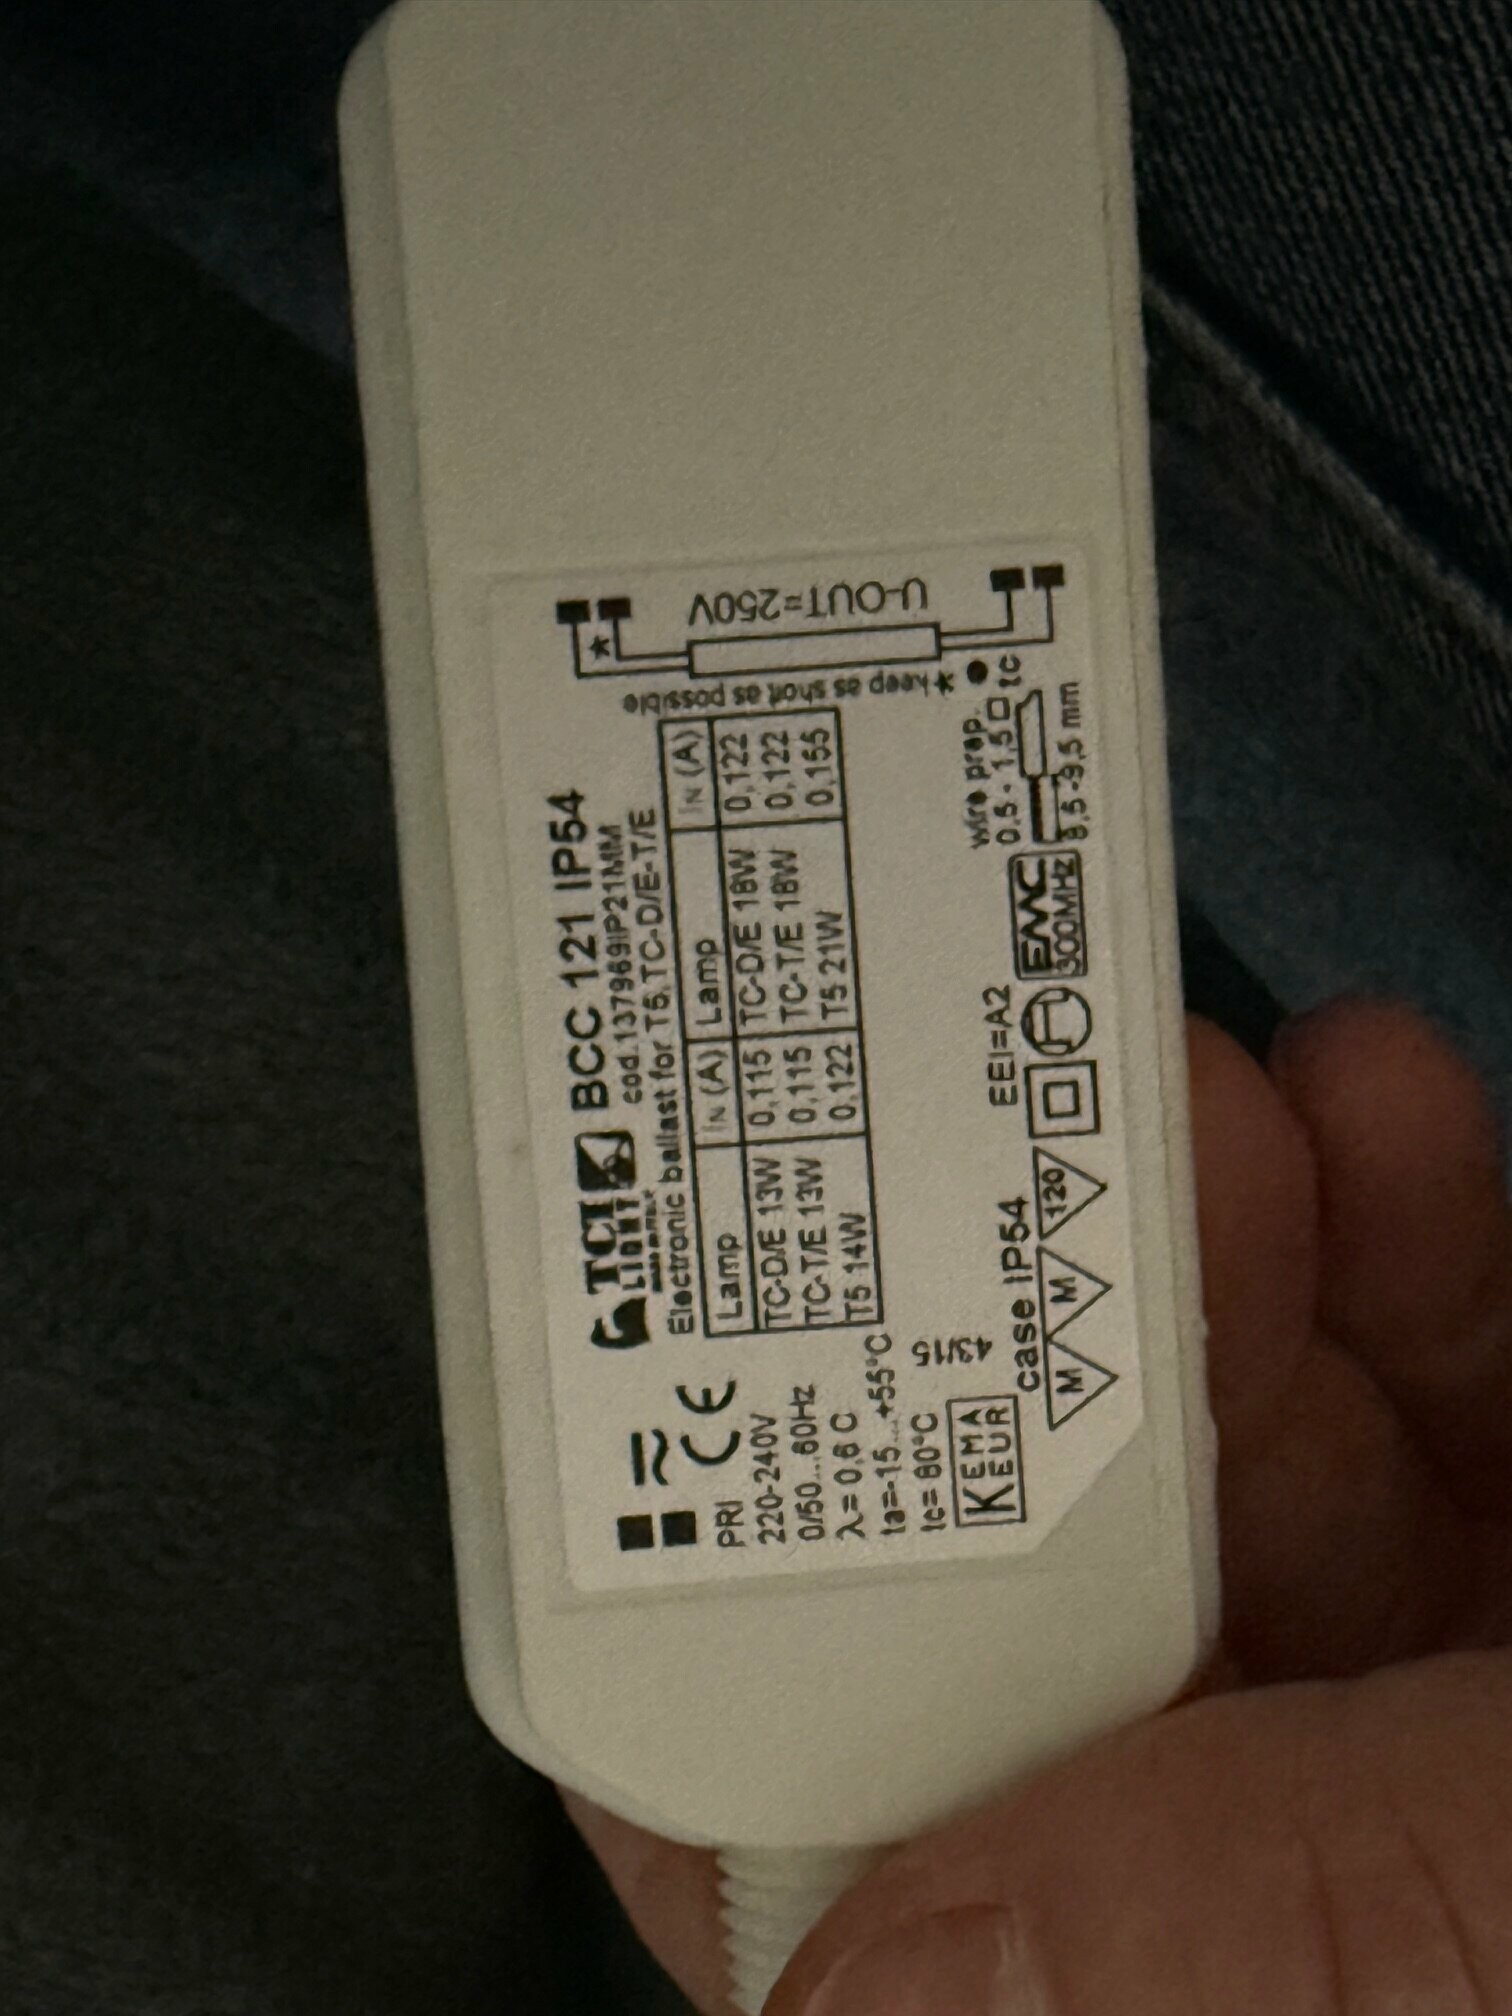 TCI BCC 121 IP54
LIGHT cod.137969IP21MM
Electronic ballast for T5,TC-D/E-T/E
Lamp IN (A) Lamp IN (A)
TC-D/E 13W 0,115 TC-D/E 18W 0,122
TC-T/E 13W 0,115 TC-T/E 18W 0,122
T5 14W 0,122 T5 21W 0,155
PRI
220-240V
0/50...60Hz
λ = 0,6 C
ta=-15...+55°C
tc= 80°C
KEMA
EUR
43/15
case IP54
M M 120
EEI=A2
EMC
300MHz
wire prep.
0,5 - 1,5
8,5-9,5 mm
tc
* keep as short as possible
*
U-OUT=250V